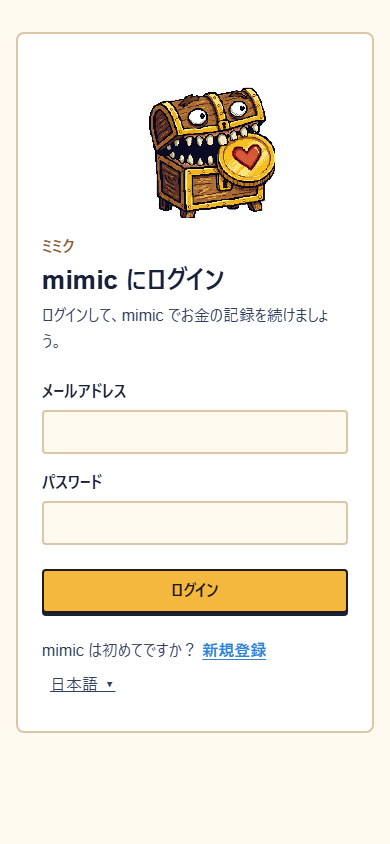 ミミク
mimic にログイン
ログインして、mimic でお金の記録を続けましょ
う。
メールアドレス
パスワード
ログイン
mimic は初めてですか？ 新規登録
日本語 ▼